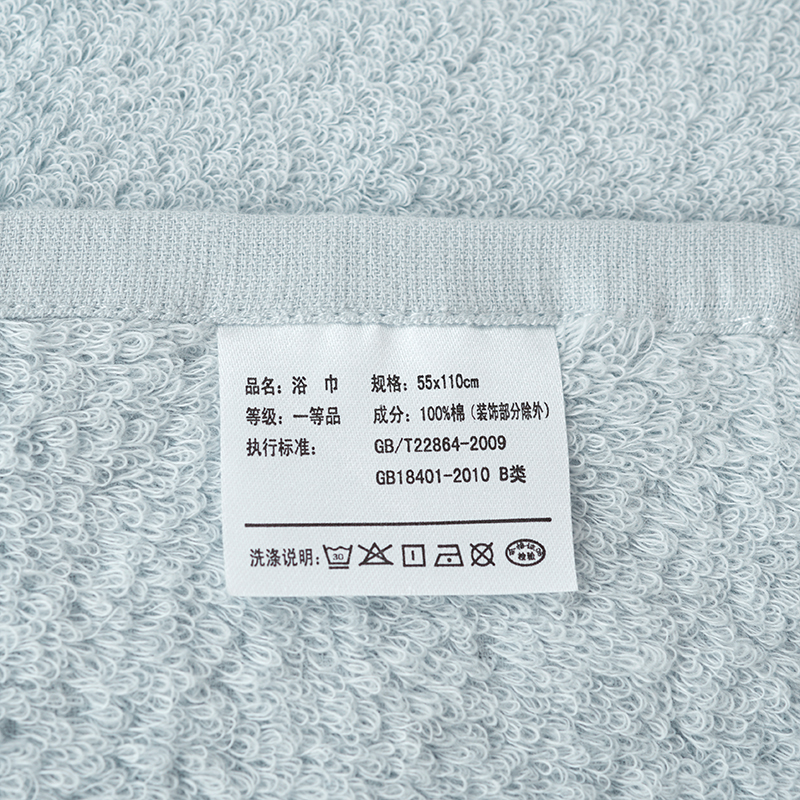 品名：浴 巾 规格：55x110cm
等级：一等品 成分：100%棉（装饰部分除外）
执行标准： GB/T22864-2009
GB18401-2010 B类
洗涤说明： 30